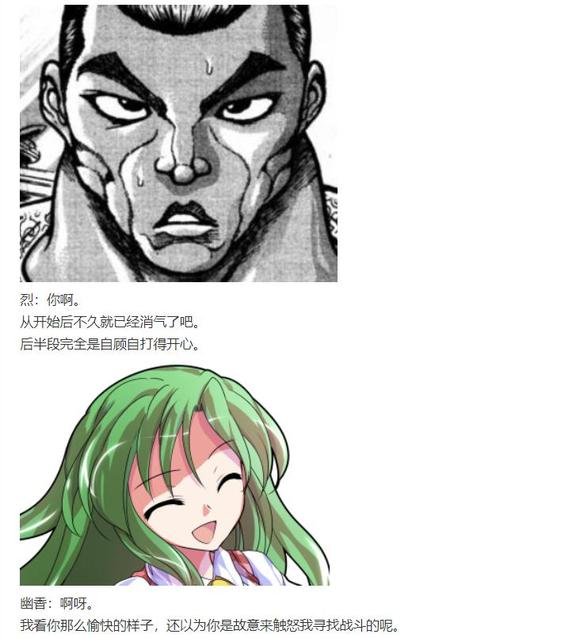 烈：你啊。
从开始后不久就已经消气了吧。
后半段完全是自顾自打得开心。
幽香：啊呀。
我看你那么愉快的样子，还以为你是故意来触怒我寻找战斗的呢。